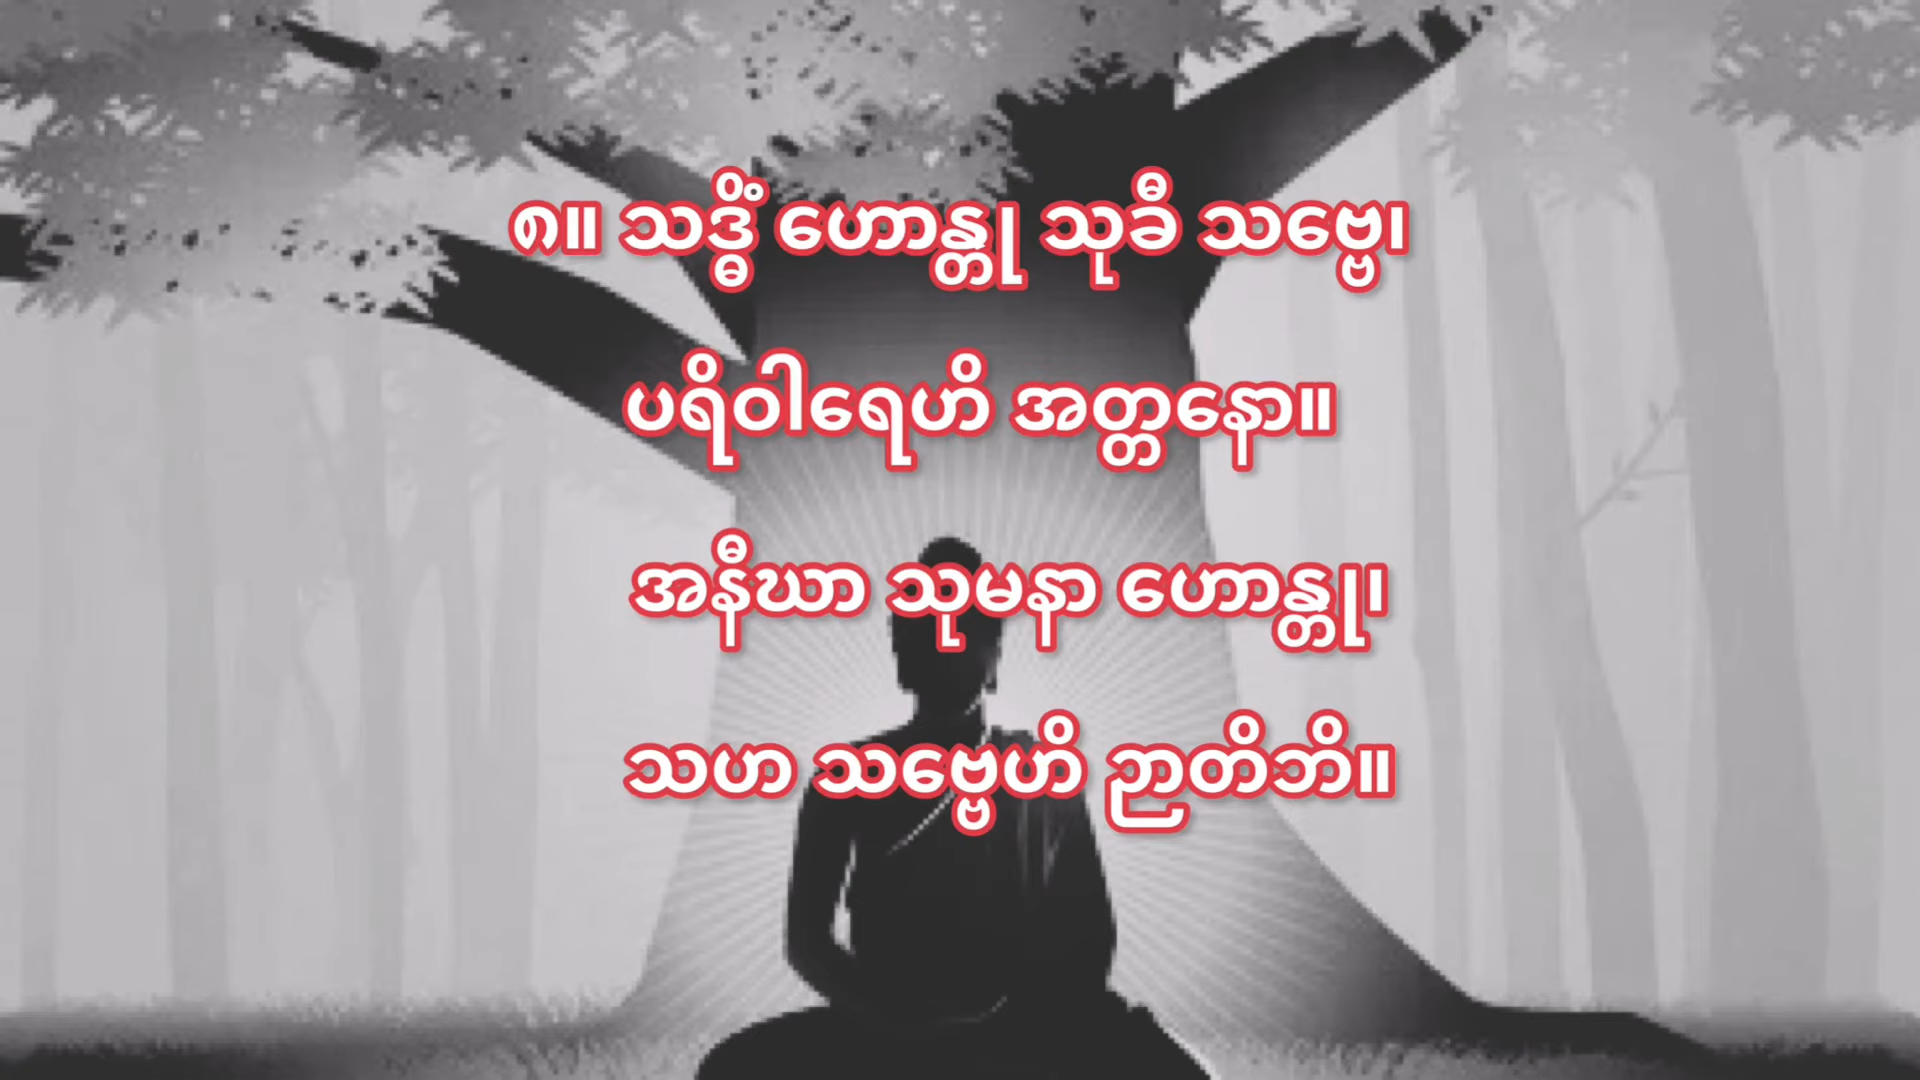 ၈။ သဒ္ဓိံ ဟောန္တု သုခီ သဗ္ဗေ၊
ပရိဝါရေဟိ အတ္တနော။
အနီဃာ သုမနာ ဟောန္တု၊
သဟ သဗ္ဗေဟိ ဉာတိဘိ။